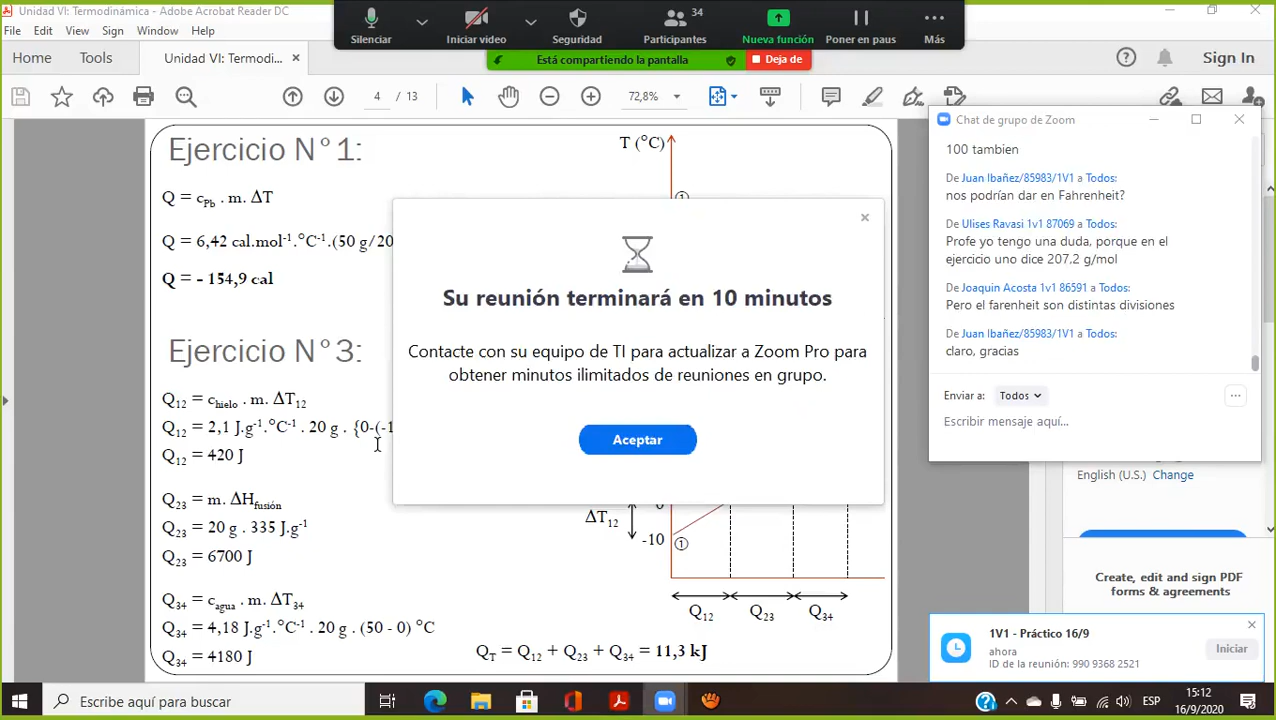 Unidad VI: Termodinámica - Adobe Acrobat Reader DC
File Edit View Sign Window Help
Home Tools Unidad VI: Termodi... ×
Sign In
4 / 13
72,8%
Silenciar
Iniciar video
Seguridad
34
Participantes
Nueva función
Poner en paus
Más
Está compartiendo la pantalla
Deja de
Ejercicio N°1:
Q = cPb . m. ΔT
Q = 6,42 cal.mol-1.°C-1.(50 g/20
Q = - 154,9 cal
Ejercicio N°3:
Q12 = chielo . m. ΔT12
Q12 = 2,1 J.g-1.°C-1 . 20 g . {0-(-1
Q12 = 420 J
Q23 = m. ΔHfusión
Q23 = 20 g . 335 J.g-1
Q23 = 6700 J
Q34 = cagua . m. ΔT34
Q34 = 4,18 J.g-1.°C-1 . 20 g . (50 - 0) °C
Q34 = 4180 J
T (°C)
①
ΔT12
0
-10
①
Q12
Q23
Q34
QT = Q12 + Q23 + Q34 = 11,3 kJ
Su reunión terminará en 10 minutos
Contacte con su equipo de TI para actualizar a Zoom Pro para
obtener minutos ilimitados de reuniones en grupo.
Aceptar
Chat de grupo de Zoom
100 tambien
De Juan Ibañez/85983/1V1 a Todos:
nos podrían dar en Fahrenheit?
De Ulises Ravasi 1v1 87069 a Todos:
Profe yo tengo una duda, porque en el
ejercicio uno dice 207.2 g/mol
De Joaquin Acosta 1v1 86591 a Todos:
Pero el farenheit son distintas divisiones
De Juan Ibañez/85983/1V1 a Todos:
claro, gracias
Enviar a: Todos
Escribir mensaje aquí...
English (U.S.) Change
Create, edit and sign PDF
forms & agreements
1V1 - Práctico 16/9
ahora
ID de la reunión: 990 9368 2521
Iniciar
Escribe aquí para buscar
ESP
15:12
16/9/2020